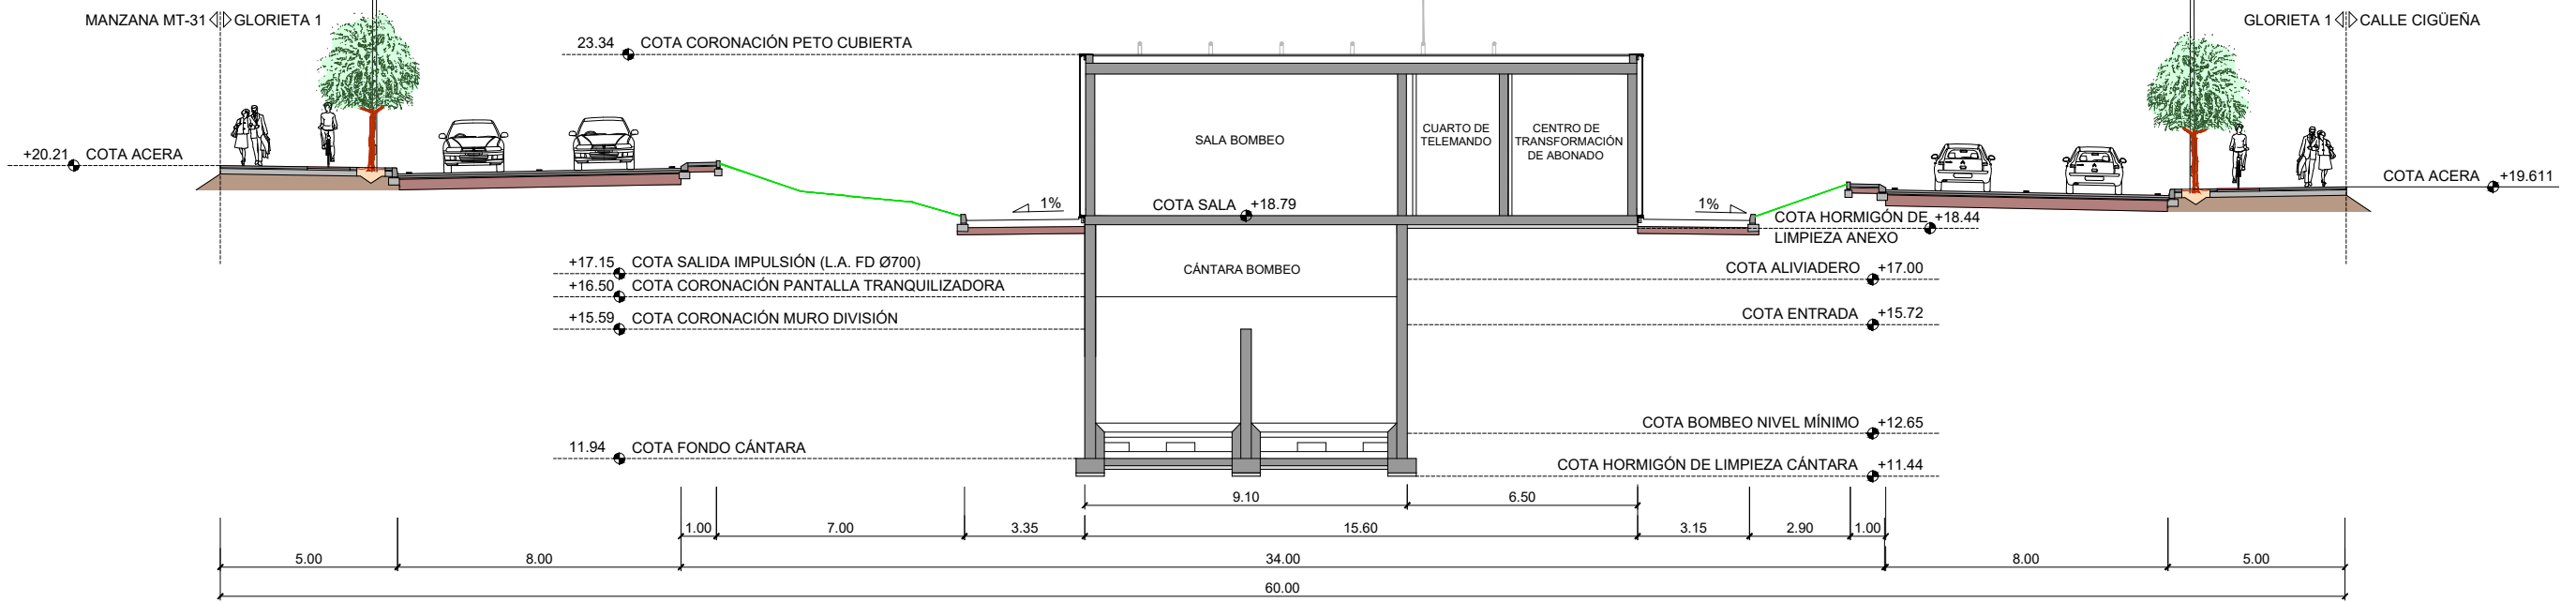 MANZANA MT-31 GLORIETA 1
GLORIETA 1 CALLE CIGÜEÑA
23.34 COTA CORONACIÓN PETO CUBIERTA
+20.21 COTA ACERA
SALA BOMBEO
CUARTO DE
TELEMANDO
CENTRO DE
TRANSFORMACIÓN
DE ABONADO
COTA ACERA +19.611
1%
COTA SALA +18.79
1%
COTA HORMIGÓN DE +18.44
LIMPIEZA ANEXO
+17.15 COTA SALIDA IMPULSIÓN (L.A. FD Ø700)
CÁNTARA BOMBEO
COTA ALIVIADERO +17.00
+16.50 COTA CORONACIÓN PANTALLA TRANQUILIZADORA
+15.59 COTA CORONACIÓN MURO DIVISIÓN
COTA ENTRADA +15.72
COTA BOMBEO NIVEL MÍNIMO +12.65
11.94 COTA FONDO CÁNTARA
COTA HORMIGÓN DE LIMPIEZA CÁNTARA +11.44
9.10 6.50
1.00 7.00 3.35 15.60 3.15 2.90 1.00
5.00 8.00 34.00 8.00 5.00
60.00